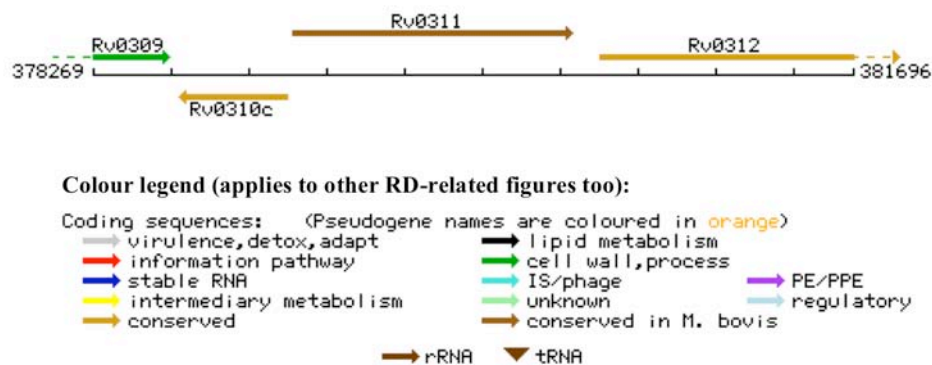 Rv0311
Rv0309 Rv0312
378269 381696
Rv0310c
Colour legend (applies to other RD-related figures too):
Coding sequences: (Pseudogene names are coloured in orange)
virulence,detox,adapt lipid metabolism
information pathway cell wall,process
stable RNA IS/phage PE/PPE
intermediary metabolism unknown regulatory
conserved conserved in M. bovis
rRNA tRNA